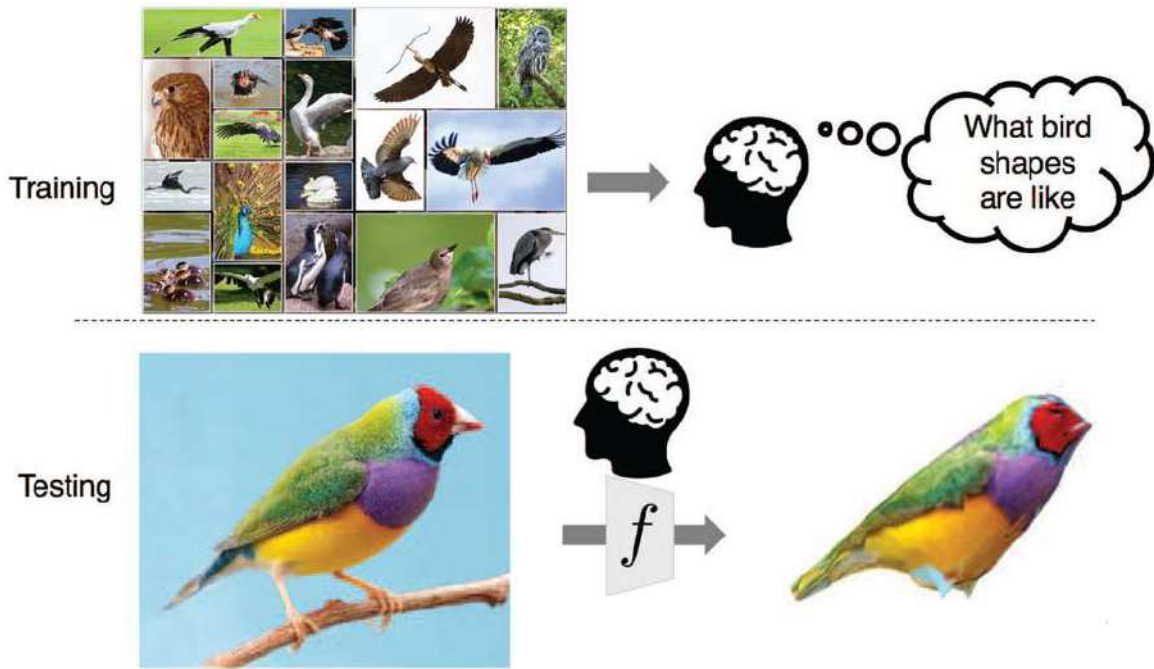 Training
What bird
shapes
are like
Testing
f